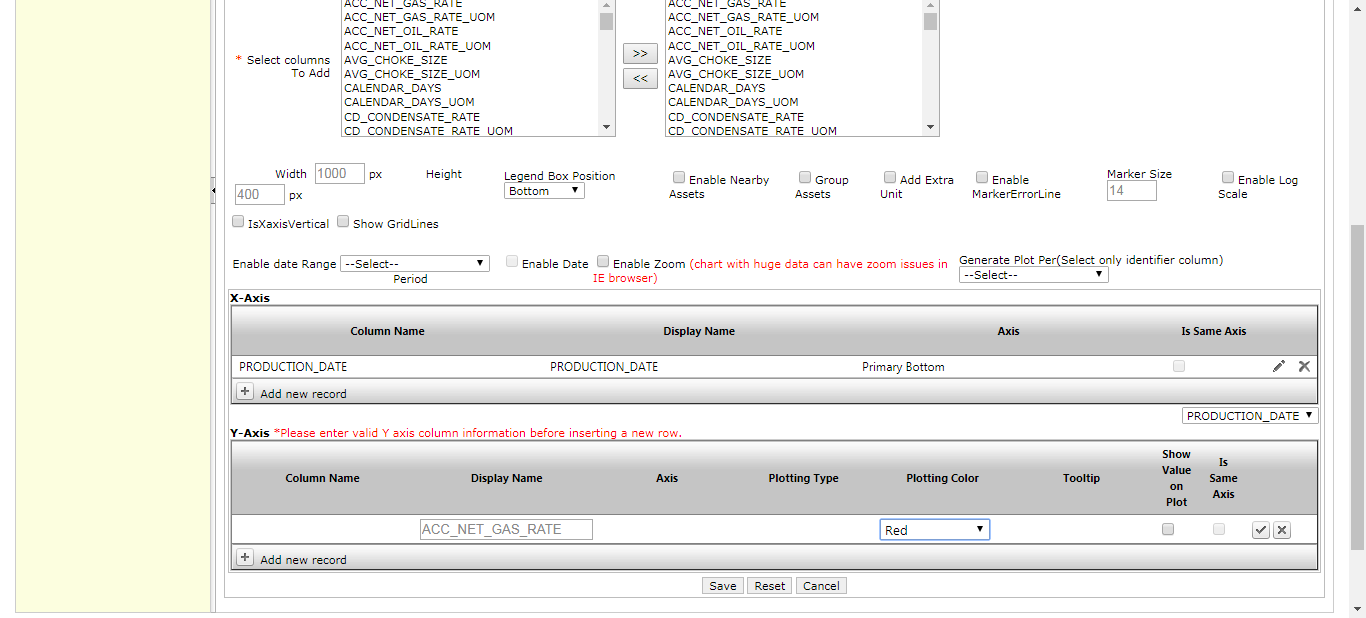 ACC_NET_GAS_RATE
ACC_NET_GAS_RATE_UOM
ACC_NET_OIL_RATE
ACC_NET_OIL_RATE_UOM
AVG_CHOKE_SIZE
AVG_CHOKE_SIZE_UOM
CALENDAR_DAYS
CALENDAR_DAYS_UOM
CD_CONDENSATE_RATE
CD_CONDENSATE_RATE_UOM
* Select columns
To Add
>>
<<
ACC_NET_GAS_RATE
ACC_NET_GAS_RATE_UOM
ACC_NET_OIL_RATE
ACC_NET_OIL_RATE_UOM
AVG_CHOKE_SIZE
AVG_CHOKE_SIZE_UOM
CALENDAR_DAYS
CALENDAR_DAYS_UOM
CD_CONDENSATE_RATE
CD_CONDENSATE_RATE_UOM
Width 1000 px Height
400 px
Legend Box Position
Bottom
Enable Nearby
Assets
Group
Assets
Add Extra
Unit
Enable
MarkerErrorLine
Marker Size
14
Enable Log
Scale
IsXaxisVertical Show GridLines
Enable date Range --Select--
Period
Enable Date
Enable Zoom (chart with huge data can have zoom issues in
IE browser)
Generate Plot Per(Select only identifier column)
--Select--
X-Axis
Column Name Display Name Axis Is Same Axis
PRODUCTION_DATE PRODUCTION_DATE Primary Bottom
+ Add new record
PRODUCTION_DATE
Y-Axis *Please enter valid Y axis column information before inserting a new row.
Column Name Display Name Axis Plotting Type Plotting Color Tooltip
Show
Value
on
Plot
Is
Same
Axis
ACC_NET_GAS_RATE Red
+ Add new record
Save Reset Cancel